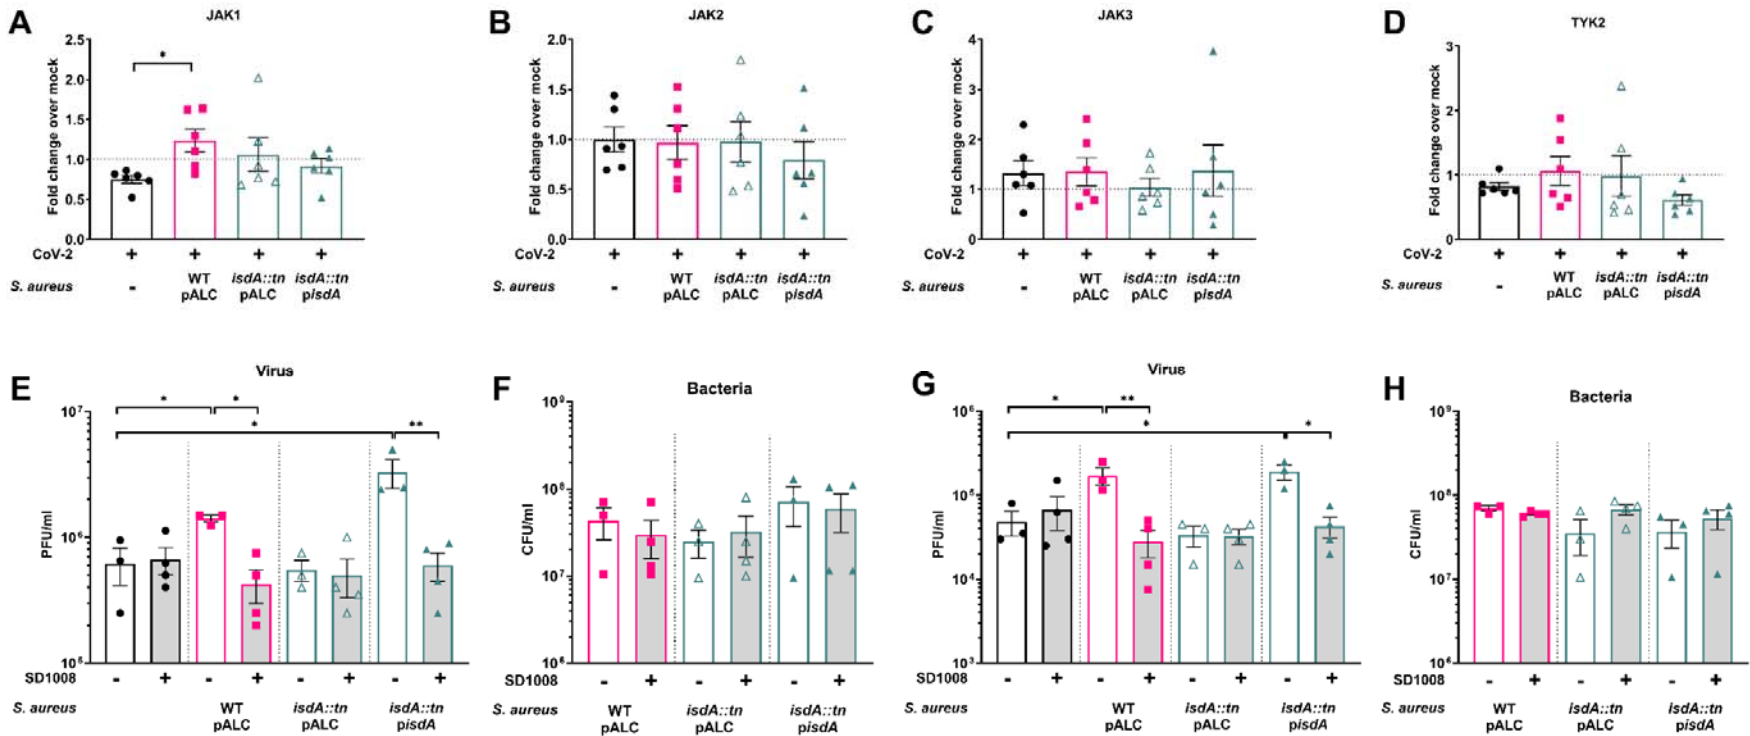 A
JAK1
Fold change over mock
2.5
2.0
1.5
1.0
0.5
0.0
*
CoV-2 + + + +
S. aureus - WT pALC isdA::tn pALC isdA::tn pisdA
B
JAK2
Fold change over mock
2.0
1.5
1.0
0.5
0.0
CoV-2 + + + +
S. aureus - WT pALC isdA::tn pALC isdA::tn pisdA
C
JAK3
Fold change over mock
4
3
2
1
0
CoV-2 + + + +
S. aureus - WT pALC isdA::tn pALC isdA::tn pisdA
D
TYK2
Fold change over mock
3
2
1
0
CoV-2 + + + +
S. aureus - WT pALC isdA::tn pALC isdA::tn pisdA
E
Virus
PFU/ml
10⁷
10⁶
10⁵
* *
* **
SD1008 - + - + - + - +
S. aureus WT pALC isdA::tn pALC isdA::tn pisdA
F
Bacteria
CFU/ml
10⁹
10⁸
10⁷
10⁶
SD1008 - + - + - +
S. aureus WT pALC isdA::tn pALC isdA::tn pisdA
G
Virus
PFU/ml
10⁶
10⁵
10⁴
10³
* **
* *
SD1008 - + - + - + - +
S. aureus WT pALC isdA::tn pALC isdA::tn pisdA
H
Bacteria
CFU/ml
10⁹
10⁸
10⁷
10⁶
SD1008 - + - + - +
S. aureus WT pALC isdA::tn pALC isdA::tn pisdA